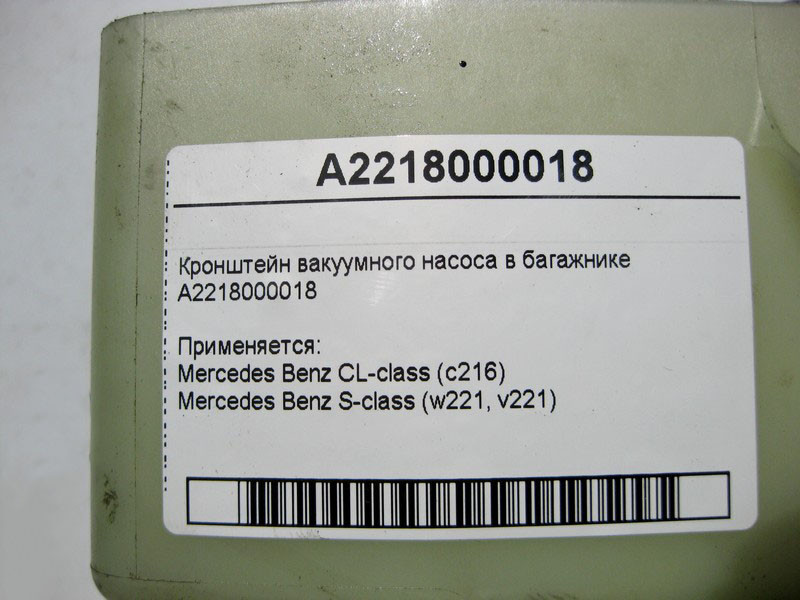 A2218000018
Кронштейн вакуумного насоса в багажнике
A2218000018
Применяется:
Mercedes Benz CL-class (c216)
Mercedes Benz S-class (w221, v221)